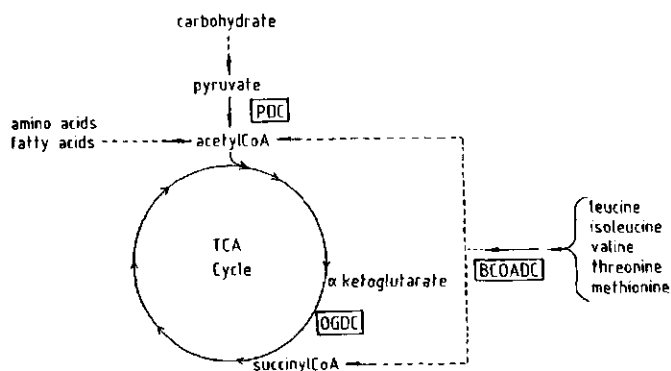 carbohydrate
pyruvate
PDC
amino acids
fatty acids
acetylCoA
TCA
Cycle
α ketoglutarate
OGDC
succinylCoA
BCOADC
leucine
isoleucine
valine
threonine
methionine